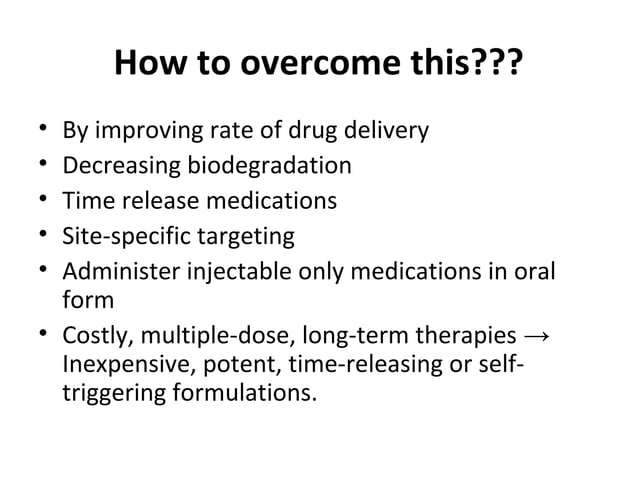 How to overcome this???
• By improving rate of drug delivery
• Decreasing biodegradation
• Time release medications
• Site-specific targeting
• Administer injectable only medications in oral
form
• Costly, multiple-dose, long-term therapies →
Inexpensive, potent, time-releasing or self-
triggering formulations.